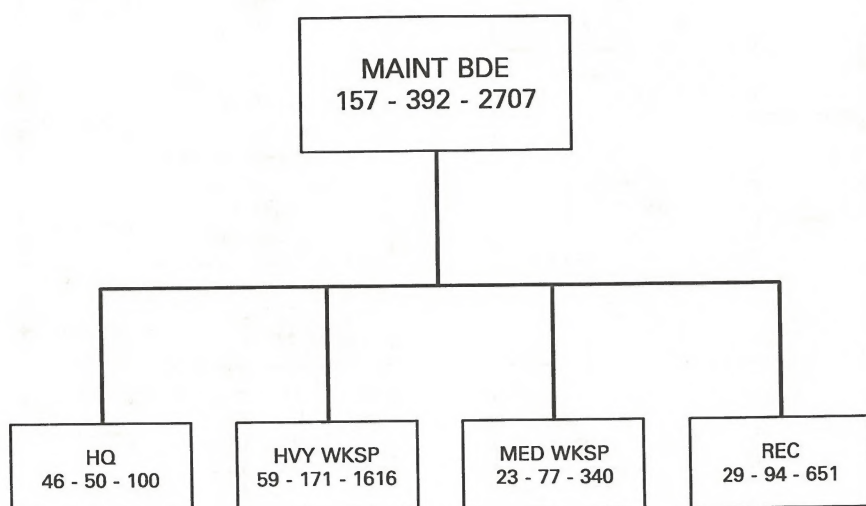 MAINT BDE
157 - 392 - 2707
HQ
46 - 50 - 100
HVY WKSP
59 - 171 - 1616
MED WKSP
23 - 77 - 340
REC
29 - 94 - 651